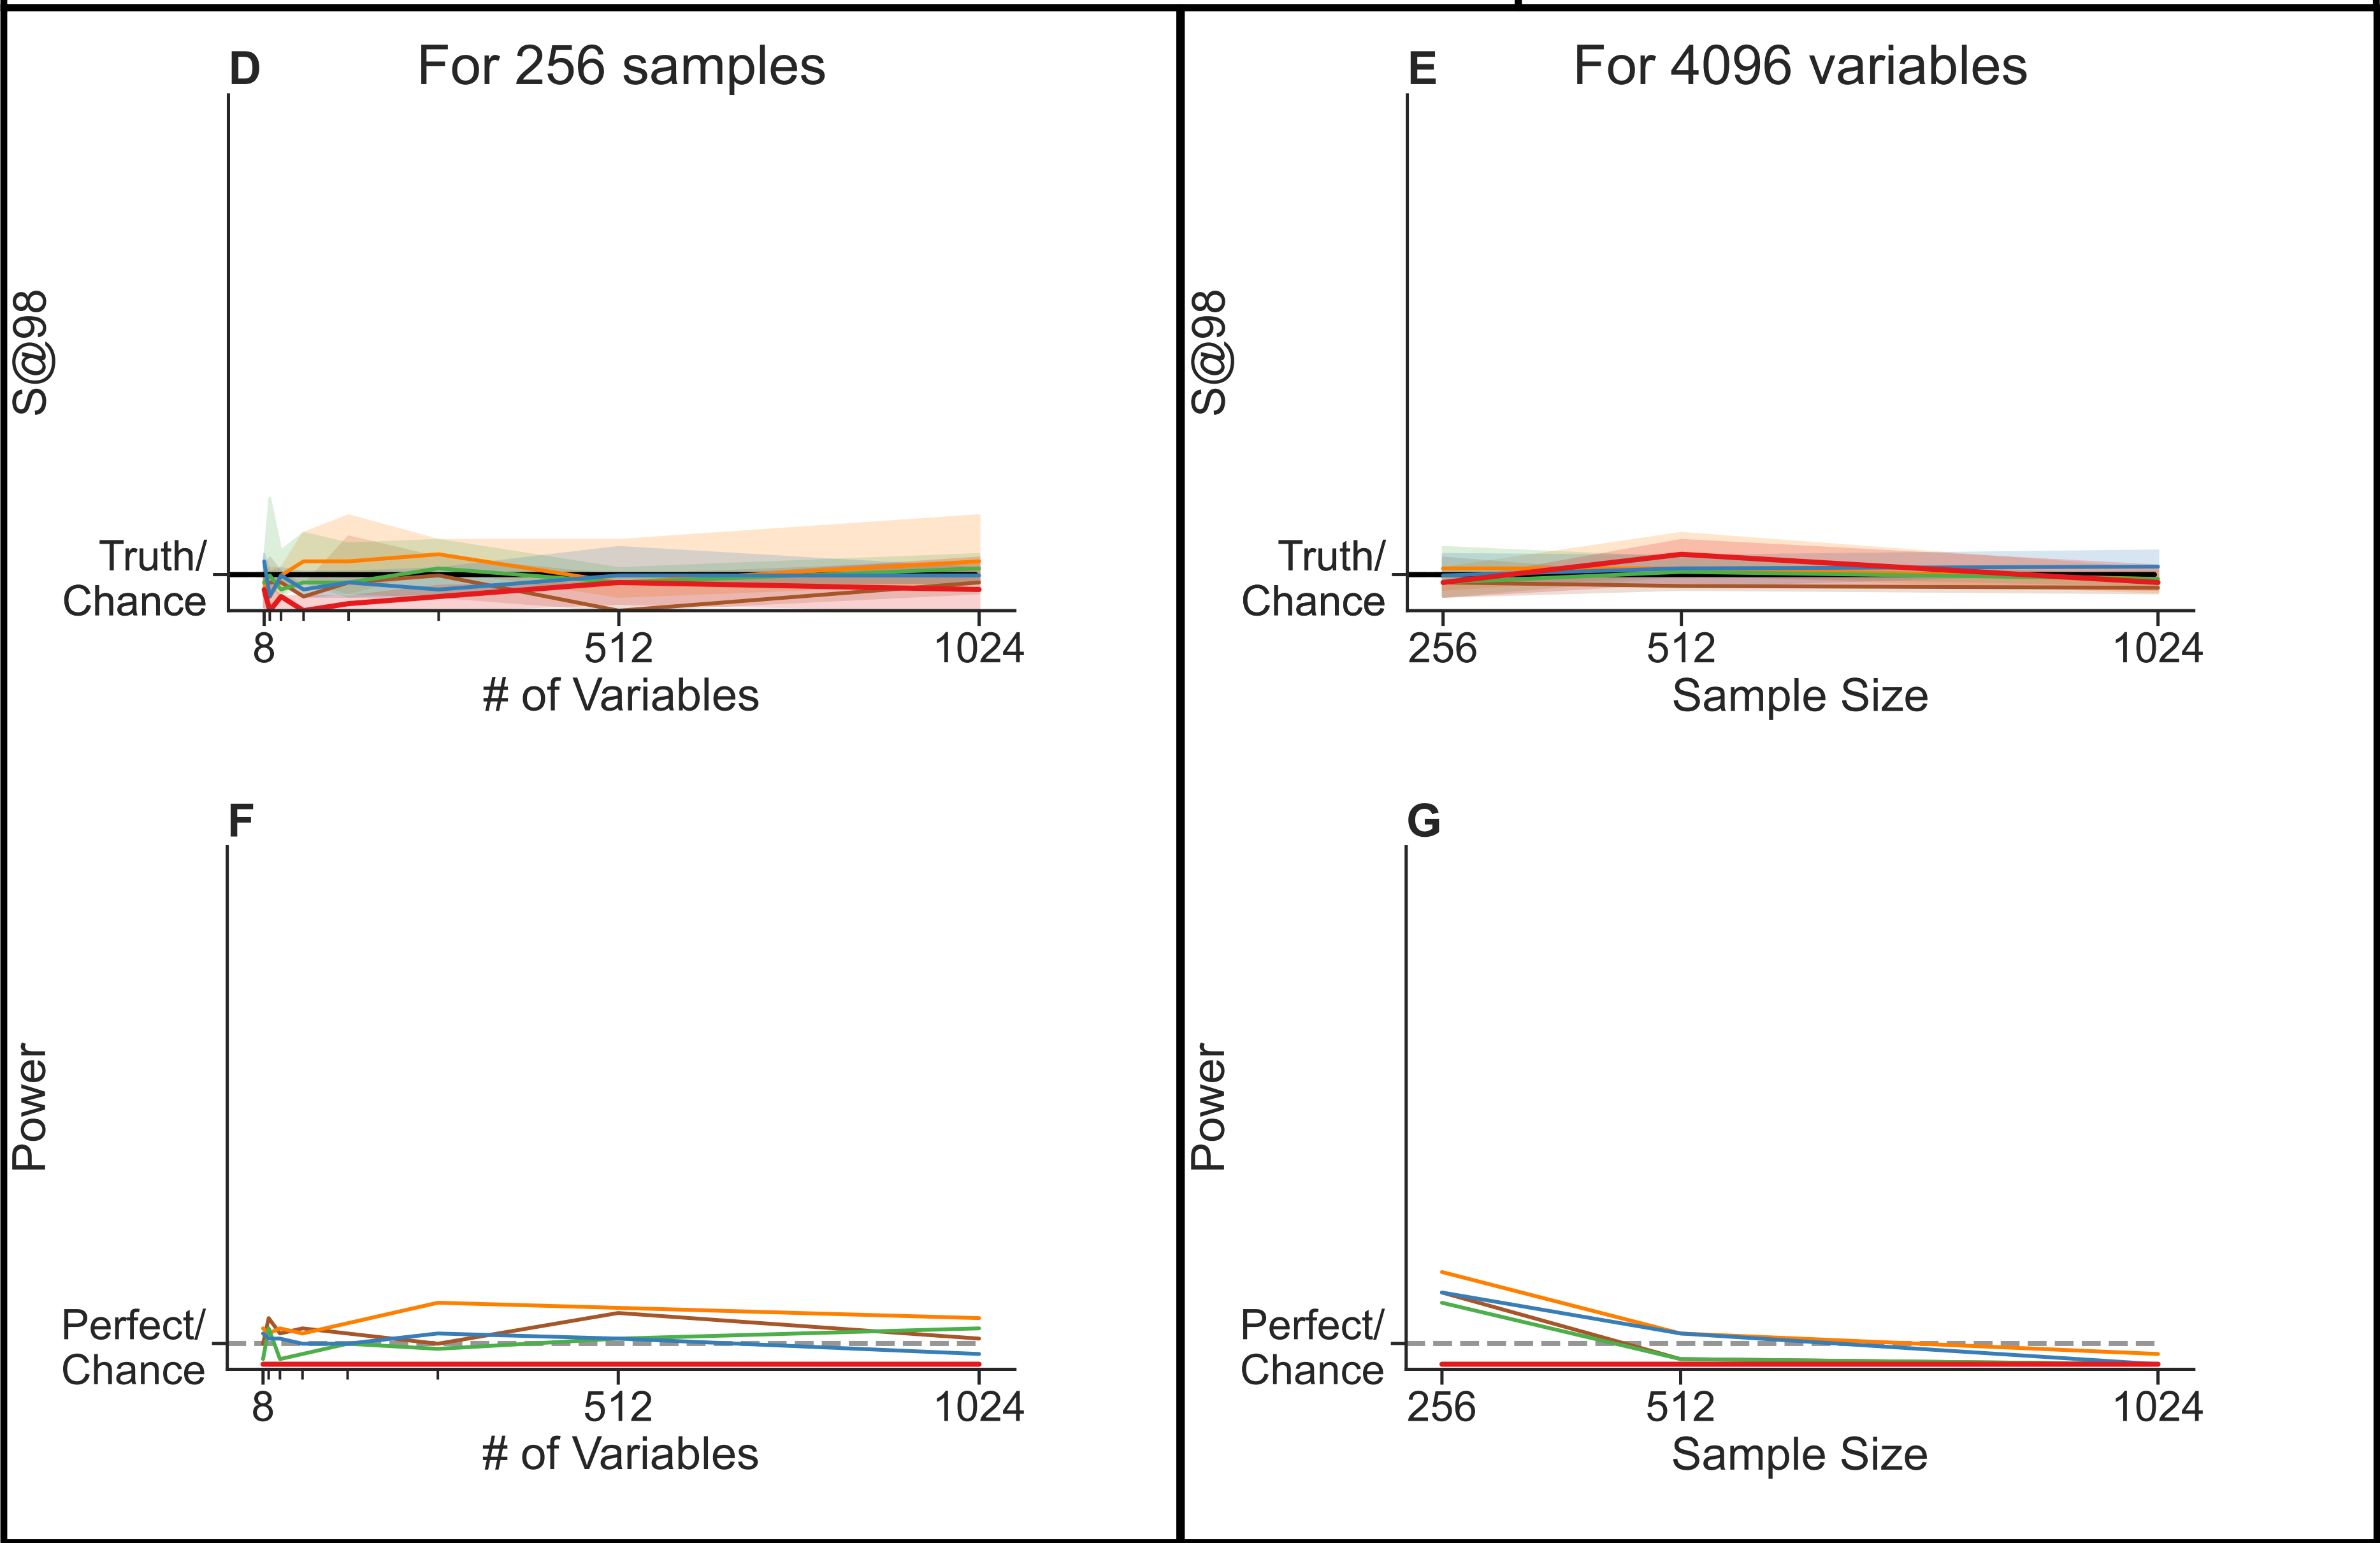 D For 256 samples
S@98
Truth/
Chance
8 512 1024
# of Variables
E For 4096 variables
S@98
Truth/
Chance
256 512 1024
Sample Size
F
Power
Perfect/
Chance
8 512 1024
# of Variables
G
Power
Perfect/
Chance
256 512 1024
Sample Size